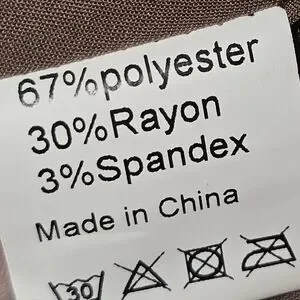 67%polyester
30%Rayon
3%Spandex
Made in China
30